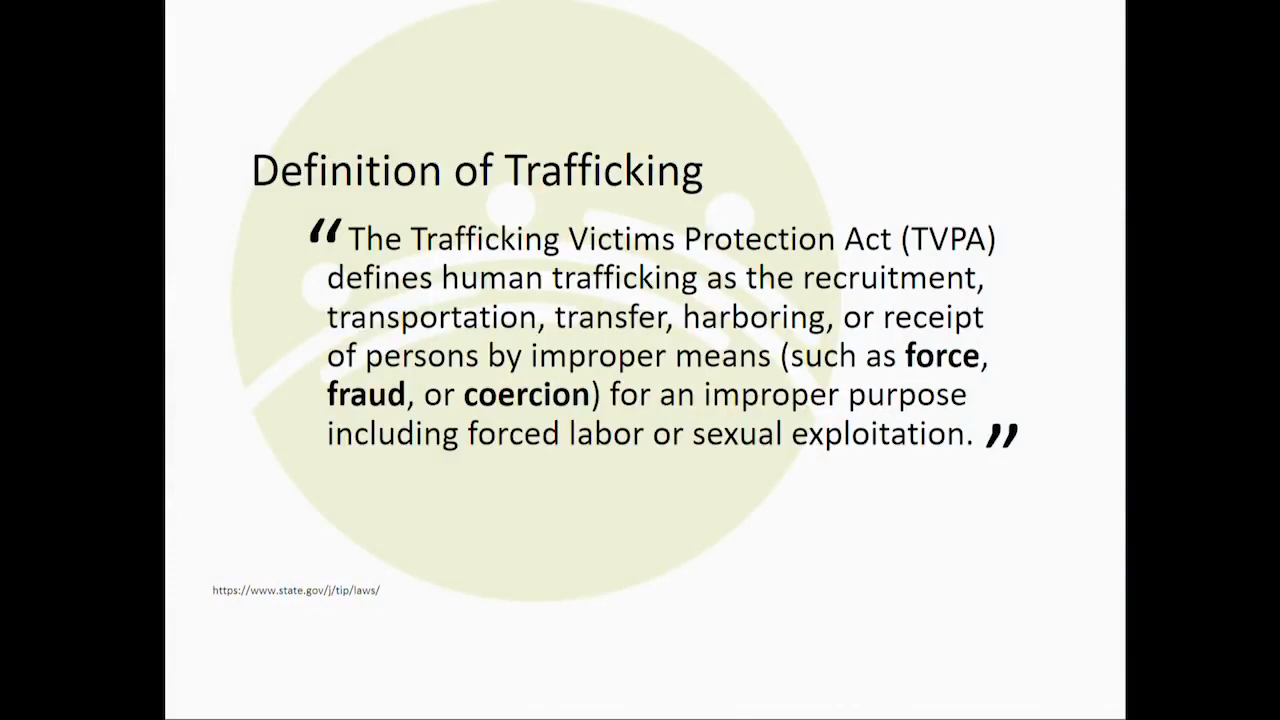 Definition of Trafficking
“ The Trafficking Victims Protection Act (TVPA)
defines human trafficking as the recruitment,
transportation, transfer, harboring, or receipt
of persons by improper means (such as force,
fraud, or coercion) for an improper purpose
including forced labor or sexual exploitation. ”
https://www.state.gov/j/tip/laws/